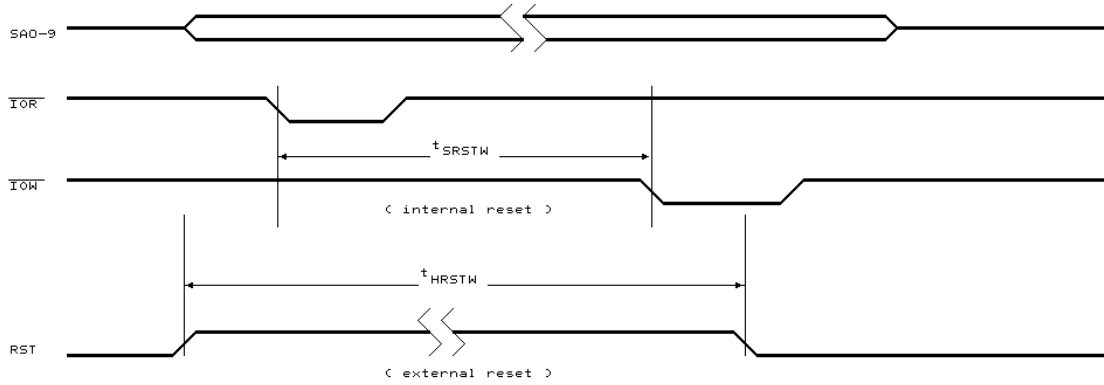 SA0-9
IOR
tSRSTW
IOW
( internal reset )
tHRSTW
RST
( external reset )